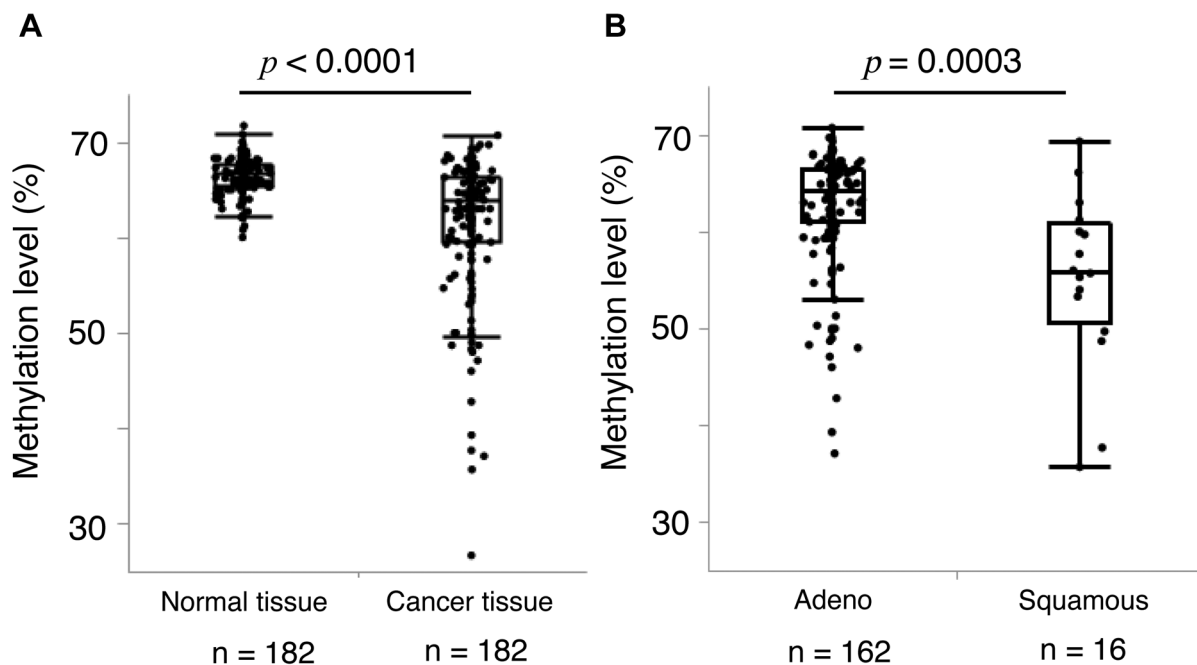 A
p < 0.0001
Methylation level (%)
70
50
30
Normal tissue
Cancer tissue
n = 182
n = 182
B
p = 0.0003
Methylation level (%)
70
50
30
Adeno
Squamous
n = 162
n = 16